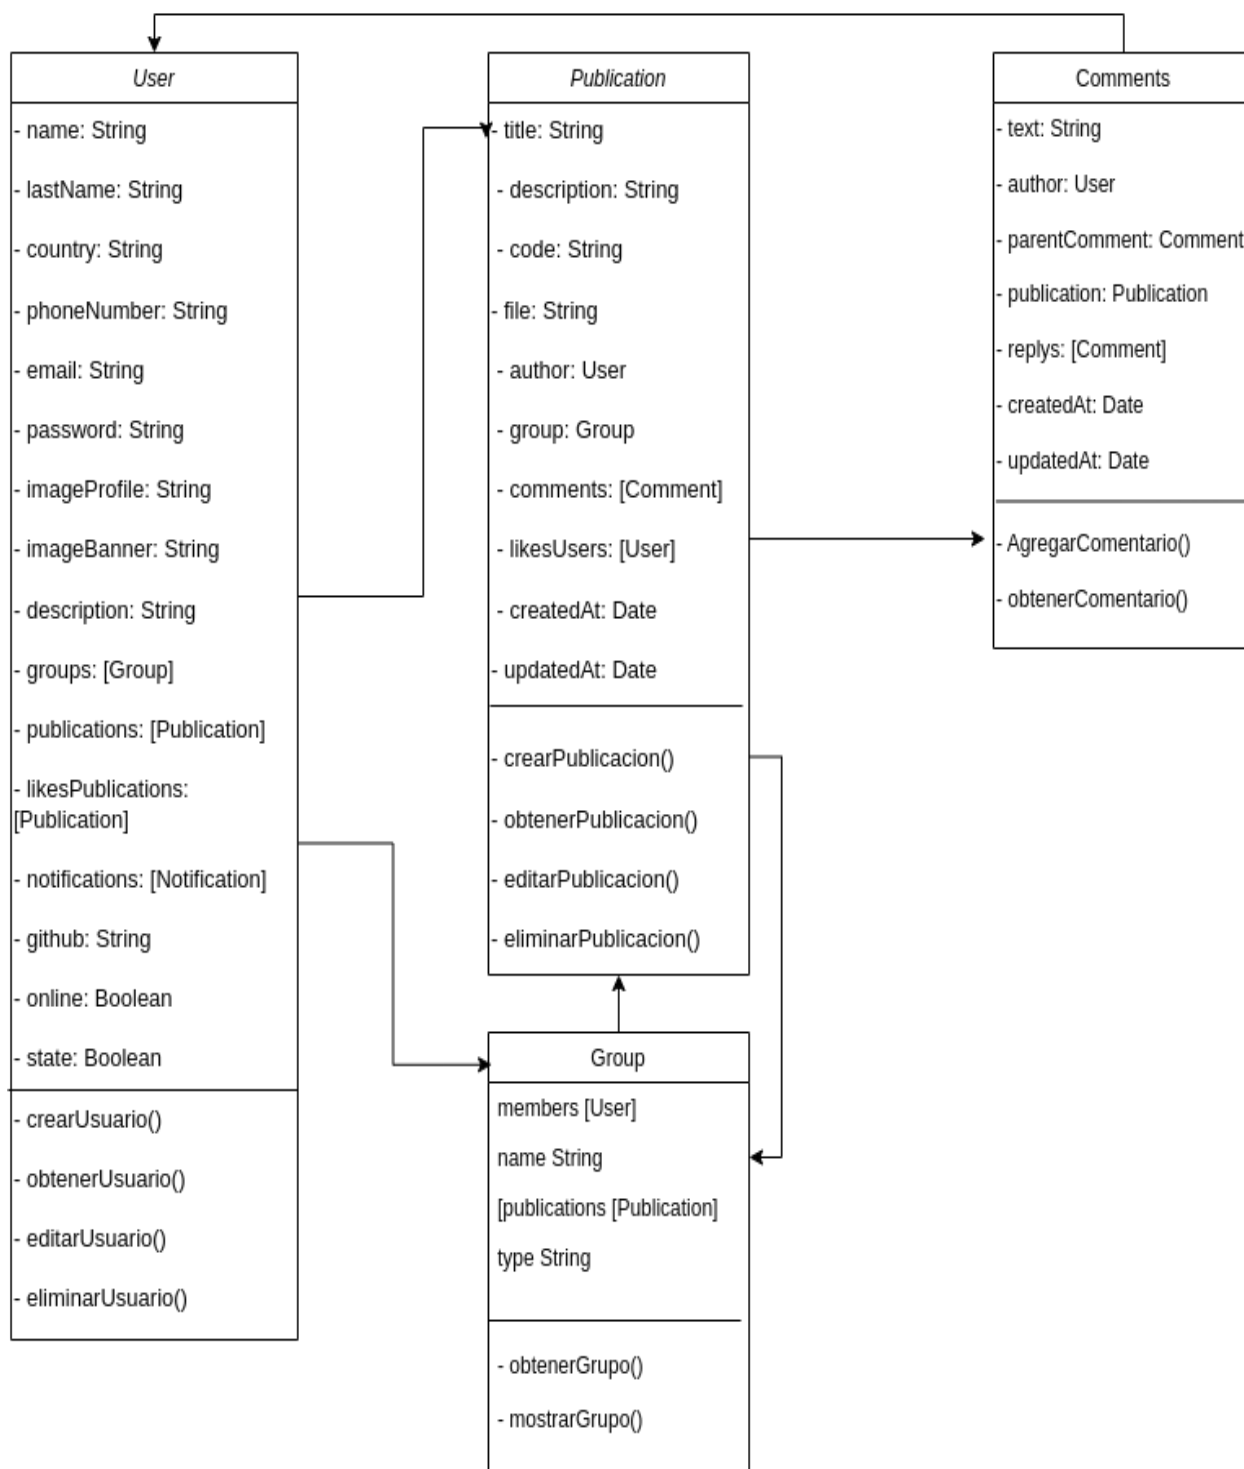 User
- name: String
- lastName: String
- country: String
- phoneNumber: String
- email: String
- password: String
- imageProfile: String
- imageBanner: String
- description: String
- groups: [Group]
- publications: [Publication]
- likesPublications:
[Publication]
- notifications: [Notification]
- github: String
- online: Boolean
- state: Boolean
- crearUsuario()
- obtenerUsuario()
- editarUsuario()
- eliminarUsuario()
Publication
- title: String
- description: String
- code: String
- file: String
- author: User
- group: Group
- comments: [Comment]
- likesUsers: [User]
- createdAt: Date
- updatedAt: Date
- crearPublicacion()
- obtenerPublicacion()
- editarPublicacion()
- eliminarPublicacion()
Group
members [User]
name String
[publications [Publication]
type String
- obtenerGrupo()
- mostrarGrupo()
Comments
- text: String
- author: User
- parentComment: Comment
- publication: Publication
- replys: [Comment]
- createdAt: Date
- updatedAt: Date
- AgregarComentario()
- obtenerComentario()